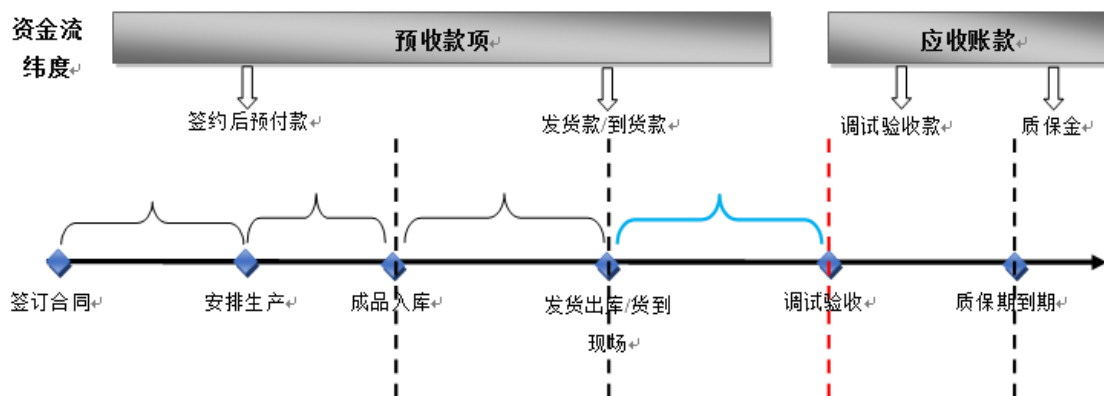 资金流
纬度
预收款项
应收账款
签约后预付款
发货款/到货款
调试验收款
质保金
签订合同
安排生产
成品入库
发货出库/货到
现场
调试验收
质保期到期